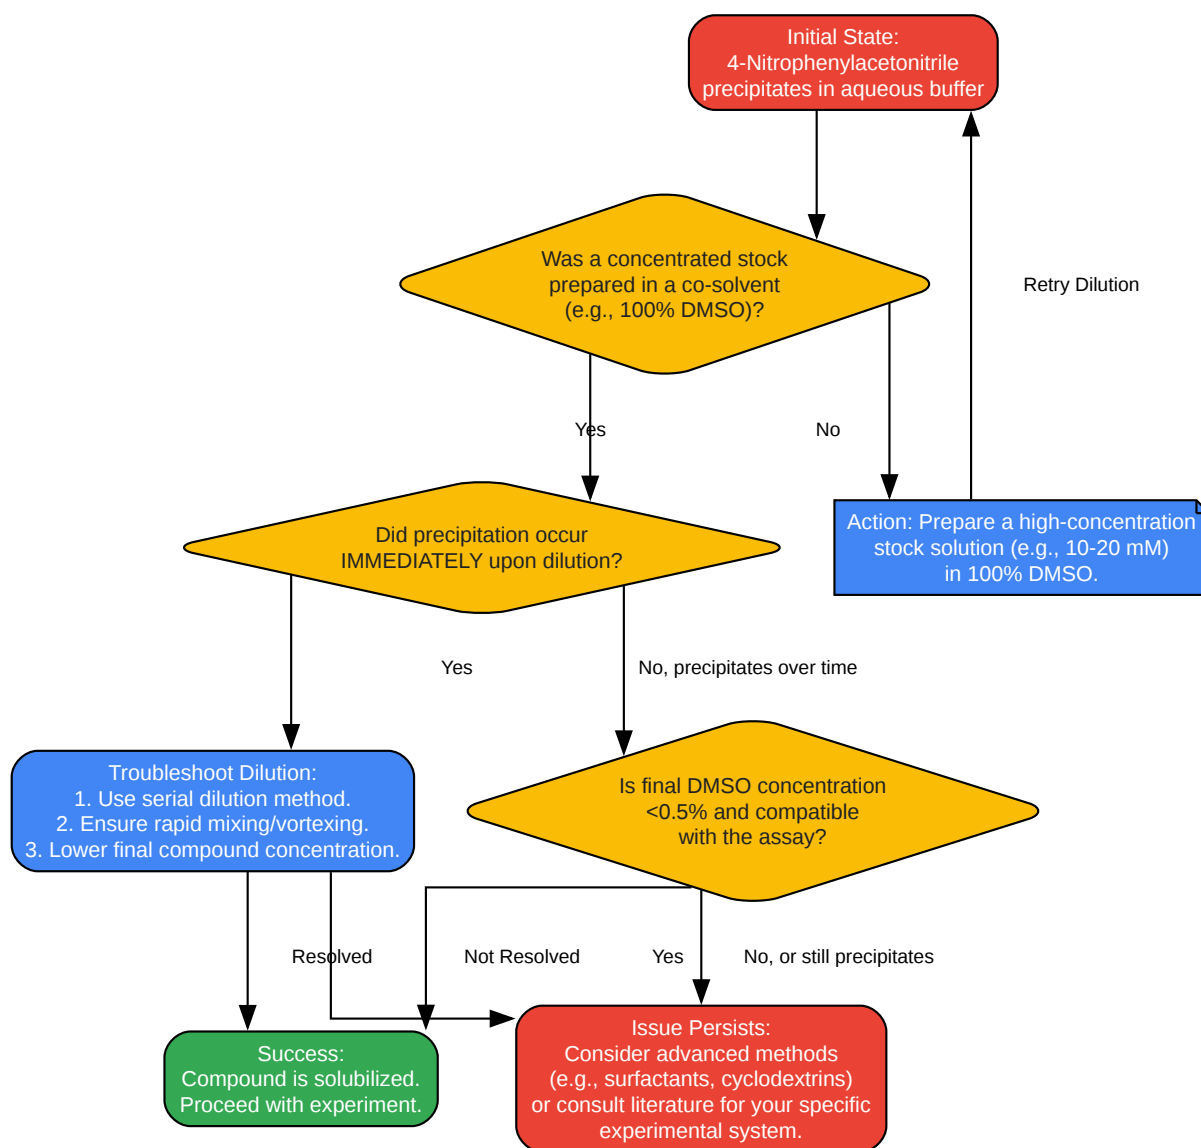 Initial State:
4-Nitrophenylacetonitrile
precipitates in aqueous buffer
Was a concentrated stock
prepared in a co-solvent
(e.g., 100% DMSO)?
Retry Dilution
Yes
No
Action: Prepare a high-concentration
stock solution (e.g., 10-20 mM)
in 100% DMSO.
Did precipitation occur
IMMEDIATELY upon dilution?
Yes
No, precipitates over time
Troubleshoot Dilution:
1. Use serial dilution method.
2. Ensure rapid mixing/vortexing.
3. Lower final compound concentration.
Is final DMSO concentration
<0.5% and compatible
with the assay?
Resolved
Not Resolved
Yes
No, or still precipitates
Success:
Compound is solubilized.
Proceed with experiment.
Issue Persists:
Consider advanced methods
(e.g., surfactants, cyclodextrins)
or consult literature for your specific
experimental system.